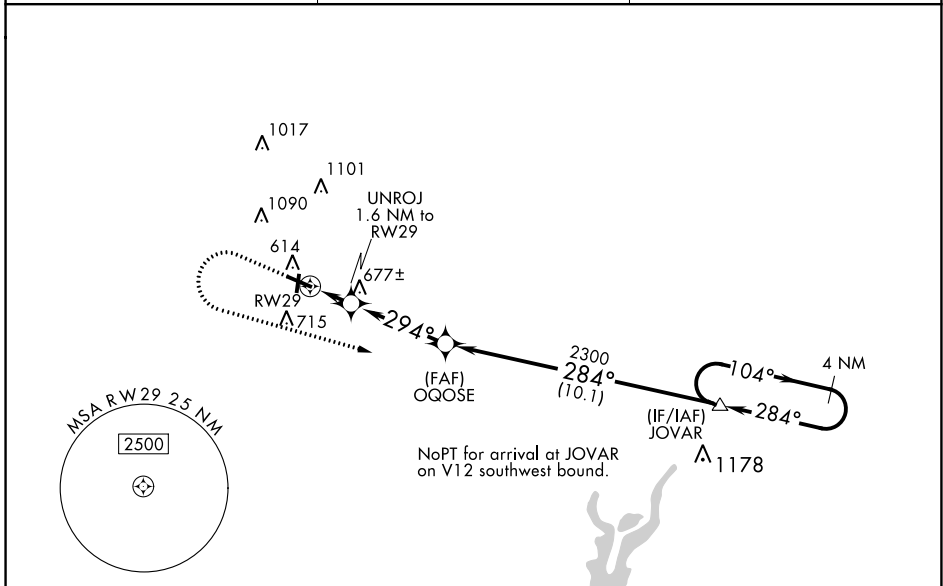 1017
1101
1090
UNROJ
1.6 NM to
RW29
614
677±
RW29
715
294°
(FAF)
OQOSE
2300
284°
(10.1)
104°
4 NM
284°
(IF/IAF)
JOVAR
1178
NoPT for arrival at JOVAR
on V12 southwest bound.
MSA RW29 25 NM
2500